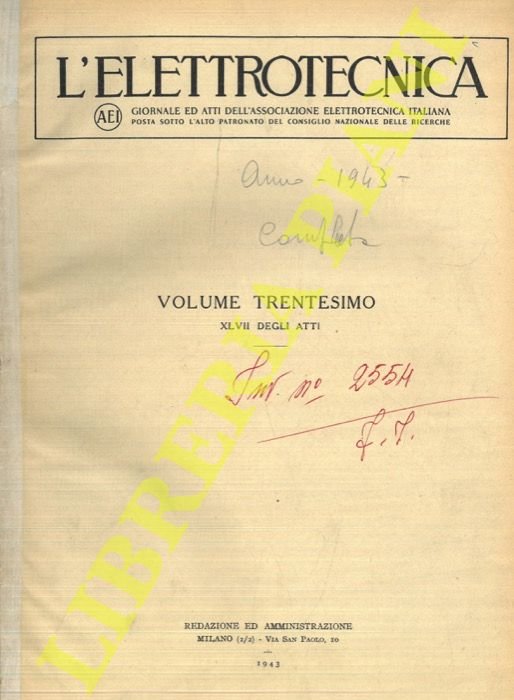 L'ELETTROTECNICA
AEI
GIORNALE ED ATTI DELL'ASSOCIAZIONE ELETTROTECNICA ITALIANA
POSTA SOTTO L'ALTO PATRONATO DEL CONSIGLIO NAZIONALE DELLE RICERCHE
Anno - 1943 -
Completa
VOLUME TRENTESIMO
XLVII DEGLI ATTI
Inv. nº 2554
LIBRERIA PIANI
REDAZIONE ED AMMINISTRAZIONE
MILANO (2/2) - VIA SAN PAOLO, 10
1943